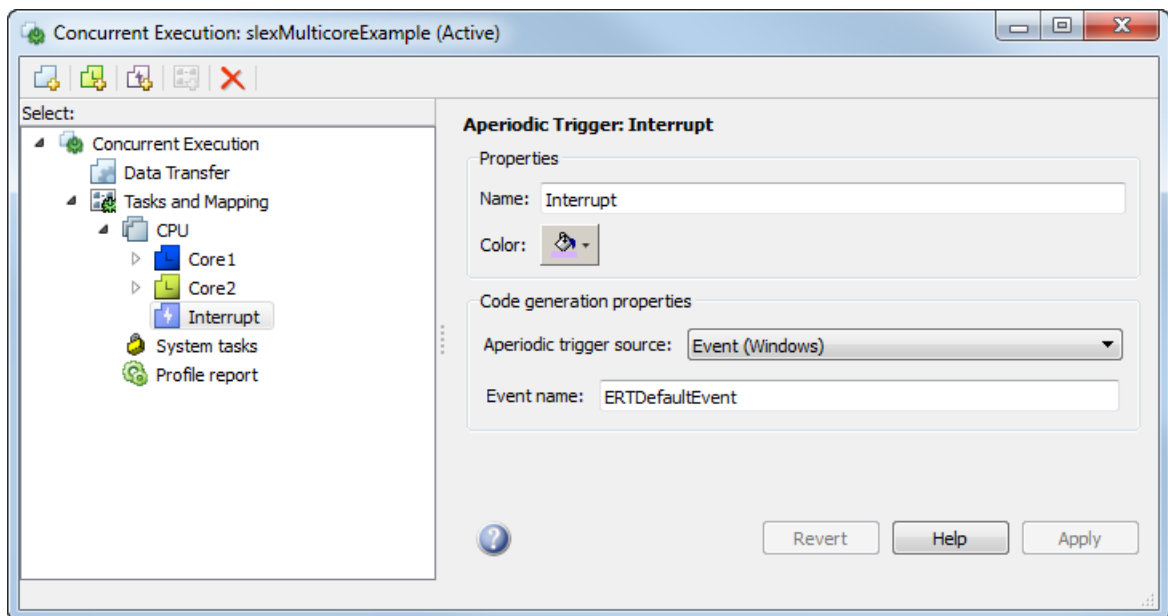 Concurrent Execution: slexMulticoreExample (Active)
Select:
Concurrent Execution
Data Transfer
Tasks and Mapping
CPU
Core1
Core2
Interrupt
System tasks
Profile report
Aperiodic Trigger: Interrupt
Properties
Name: Interrupt
Color:
Code generation properties
Aperiodic trigger source: Event (Windows)
Event name: ERTDefaultEvent
Revert Help Apply